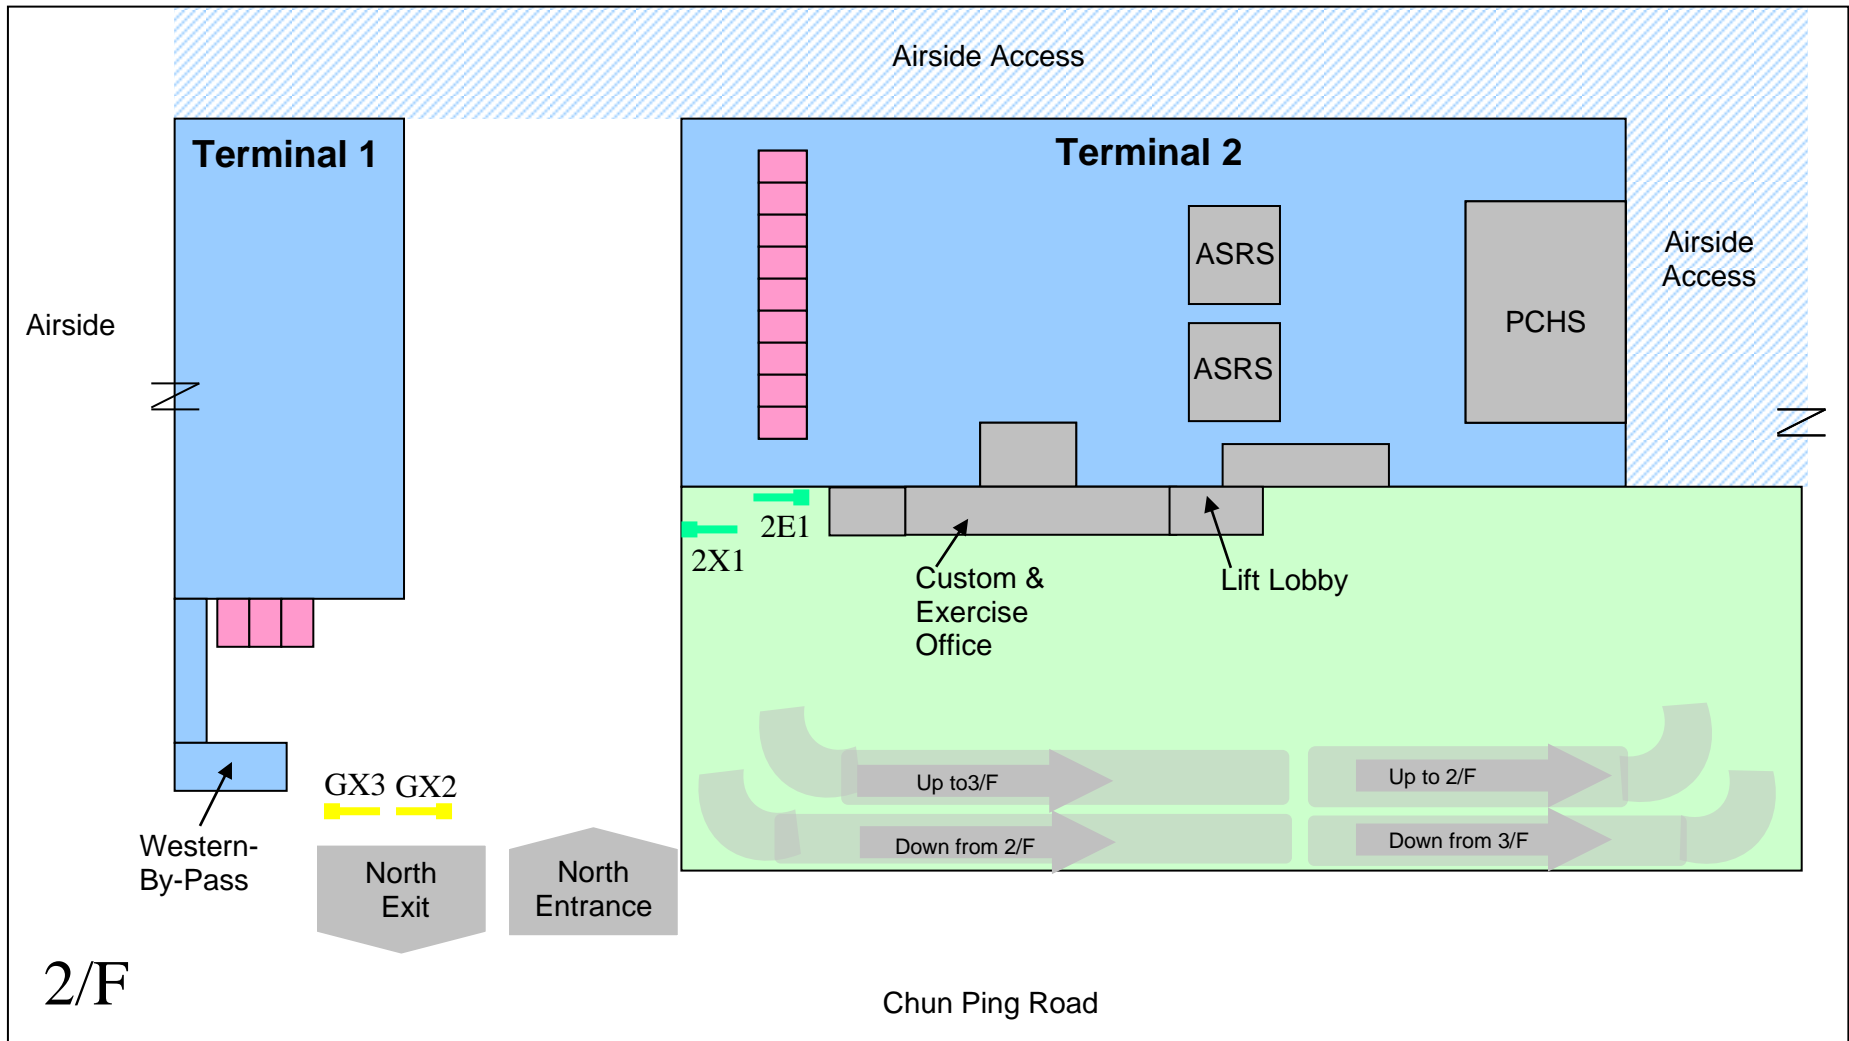 Airside Access
Terminal 1
Terminal 2
ASRS
Airside
Access
PCHS
Airside
ASRS
2E1
2X1
Custom &
Exercise
Office
Lift Lobby
GX3
GX2
Up to3/F
Up to 2/F
Western-
By-Pass
Down from 2/F
Down from 3/F
North
Exit
North
Entrance
2/F
Chun Ping Road